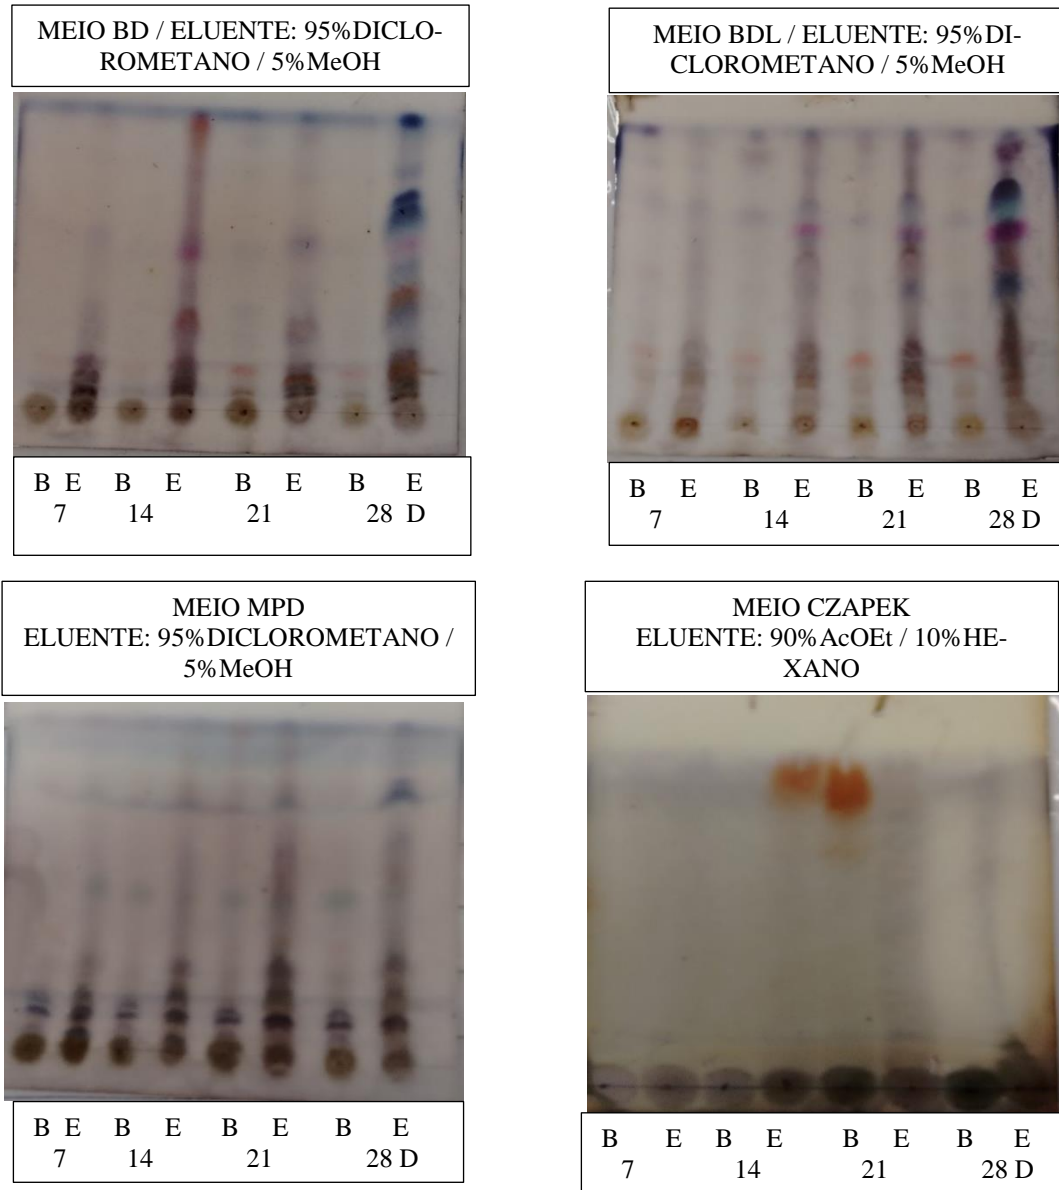 MEIO BD / ELUENTE: 95%DICLO-
ROMETANO / 5%MeOH
B E B E B E B E
7 14 21 28 D
MEIO BDL / ELUENTE: 95%DI-
CLOROMETANO / 5%MeOH
B E B E B E B E
7 14 21 28 D
MEIO MPD
ELUENTE: 95%DICLOROMETANO /
5%MeOH
B E B E B E B E
7 14 21 28 D
MEIO CZAPEK
ELUENTE: 90%AcOEt / 10%HE-
XANO
B E B E B E B E
7 14 21 28 D